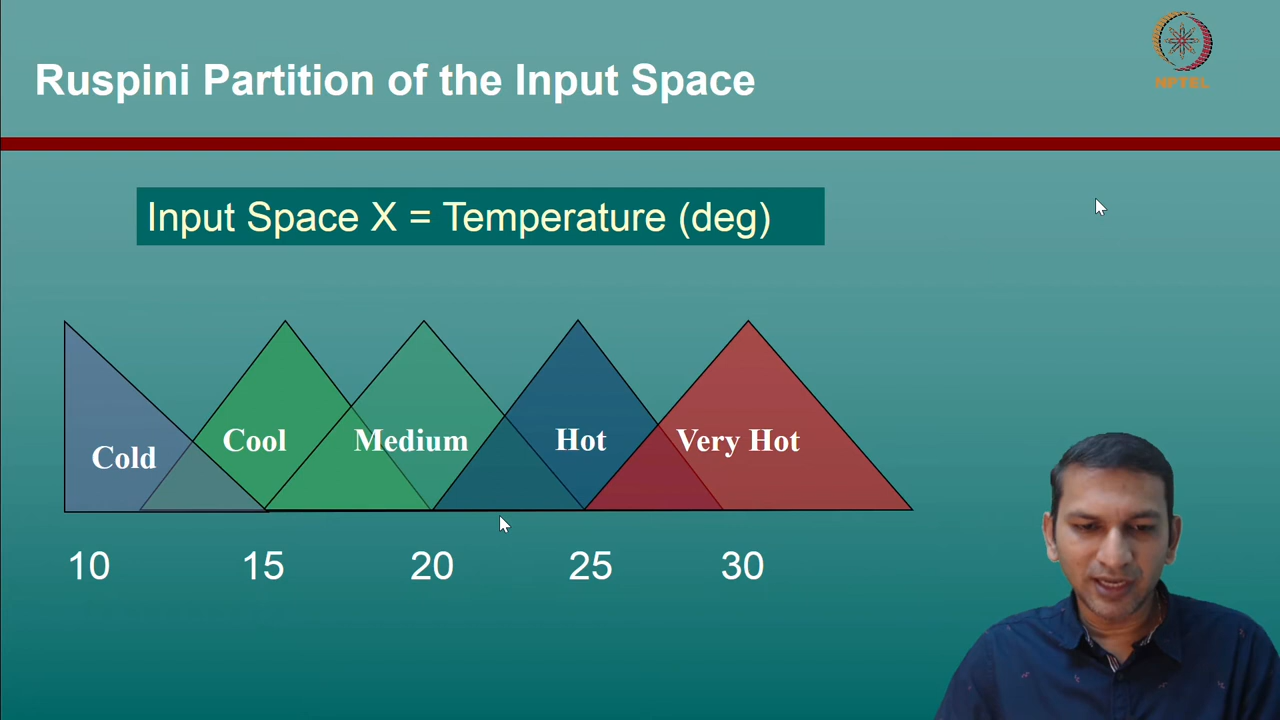 Ruspini Partition of the Input Space
NPTEL
Input Space X = Temperature (deg)
Cold Cool Medium Hot Very Hot
10 15 20 25 30